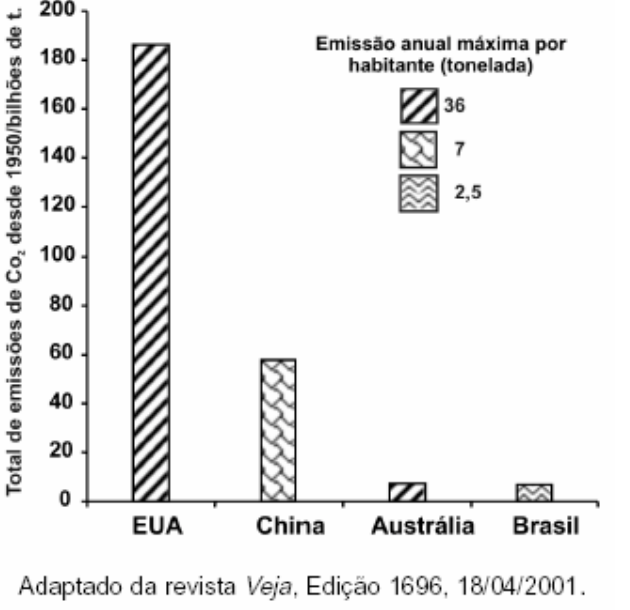 Total de emissões de Co₂ desde 1950/bilhões de t.
200
180
160
140
120
100
80
60
40
20
0
Emissão anual máxima por
habitante (tonelada)
36
7
2,5
EUA China Austrália Brasil
Adaptado da revista Veja, Edição 1696, 18/04/2001.